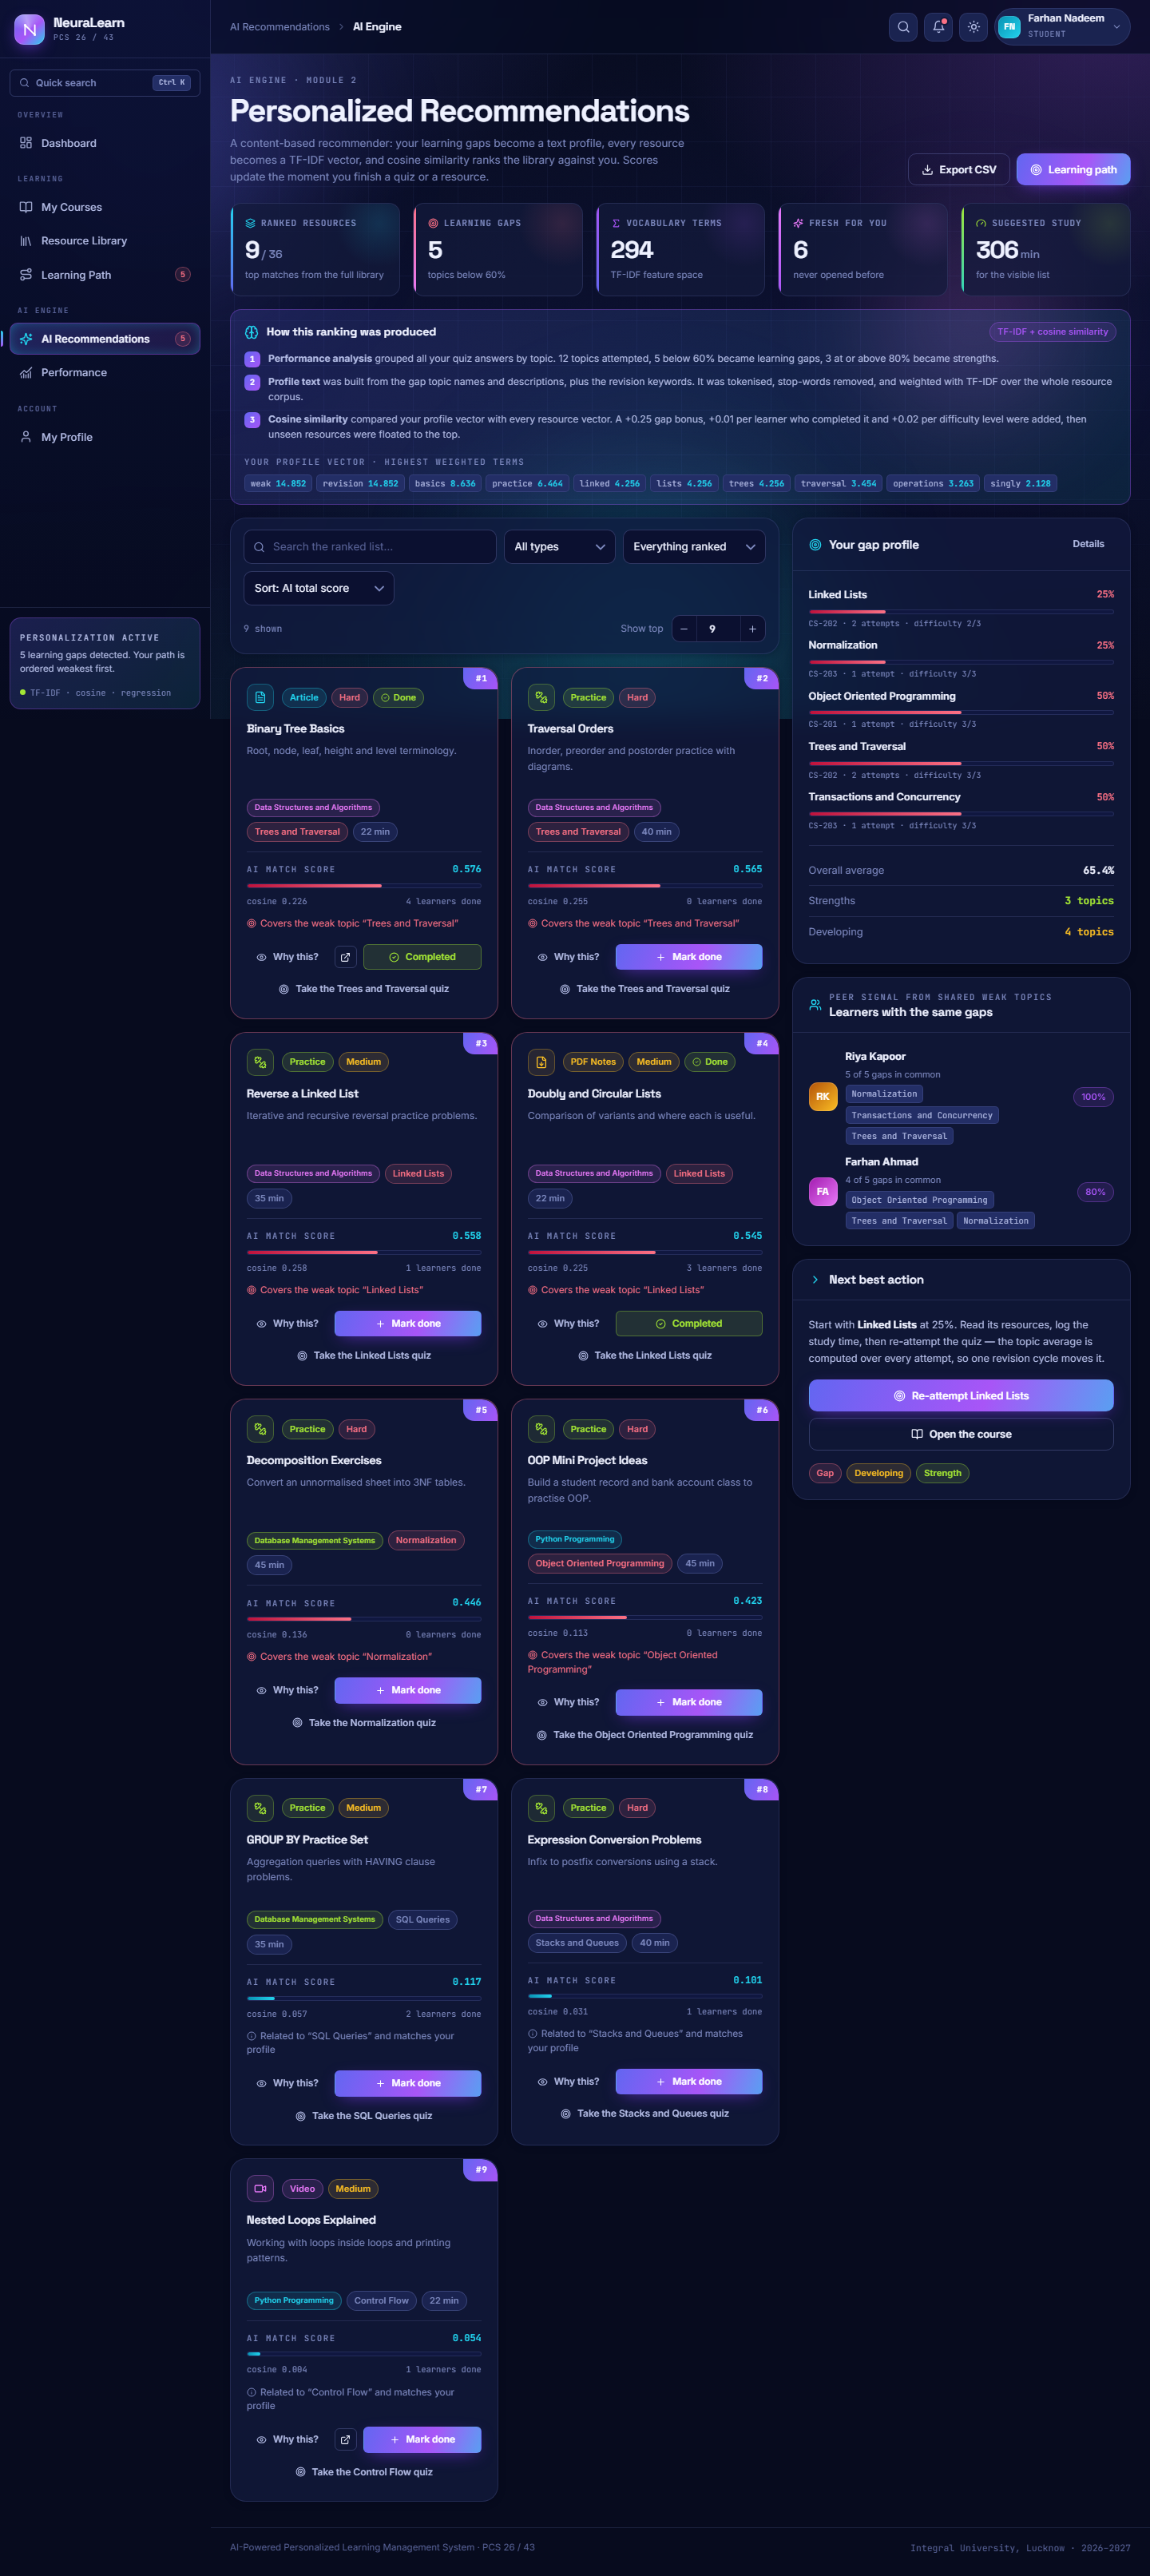 NeuraLearn
PCS 26 / 43
Quick search
Ctrl K
OVERVIEW
Dashboard
LEARNING
My Courses
Resource Library
Learning Path
5
AI ENGINE
AI Recommendations
5
Performance
ACCOUNT
My Profile
PERSONALIZATION ACTIVE
5 learning gaps detected. Your path is
ordered weakest first.
TF-IDF · cosine · regression
AI Recommendations
AI Engine
FN
Farhan Nadeem
STUDENT
AI ENGINE · MODULE 2
Personalized Recommendations
A content-based recommender: your learning gaps become a text profile, every resource
becomes a TF-IDF vector, and cosine similarity ranks the library against you. Scores
update the moment you finish a quiz or a resource.
Export CSV
Learning path
RANKED RESOURCES
9 / 36
top matches from the full library
LEARNING GAPS
5
topics below 60%
VOCABULARY TERMS
294
TF-IDF feature space
FRESH FOR YOU
6
never opened before
SUGGESTED STUDY
306 min
for the visible list
How this ranking was produced
TF-IDF + cosine similarity
1 Performance analysis grouped all your quiz answers by topic. 12 topics attempted, 5 below 60% became learning gaps, 3 at or above 80% became strengths.
2 Profile text was built from the gap topic names and descriptions, plus the revision keywords. It was tokenised, stop-words removed, and weighted with TF-IDF over the whole resource
corpus.
3 Cosine similarity compared your profile vector with every resource vector. A +0.25 gap bonus, +0.01 per learner who completed it and +0.02 per difficulty level were added, then
unseen resources were floated to the top.
YOUR PROFILE VECTOR · HIGHEST WEIGHTED TERMS
weak 14.852 revision 14.852 basics 8.636 practice 6.464 linked 4.256 lists 4.256 trees 4.256 traversal 3.454 operations 3.263 singly 2.128
Search the ranked list...
All types
Everything ranked
Sort: AI total score
9 shown
Show top
−
9
+
#1
Article Hard Done
Binary Tree Basics
Root, node, leaf, height and level terminology.
Data Structures and Algorithms
Trees and Traversal 22 min
AI MATCH SCORE 0.576
cosine 0.226 4 learners done
Covers the weak topic “Trees and Traversal”
Why this? Completed
Take the Trees and Traversal quiz
#2
Practice Hard
Traversal Orders
Inorder, preorder and postorder practice with
diagrams.
Data Structures and Algorithms
Trees and Traversal 40 min
AI MATCH SCORE 0.565
cosine 0.255 0 learners done
Covers the weak topic “Trees and Traversal”
Why this? + Mark done
Take the Trees and Traversal quiz
#3
Practice Medium
Reverse a Linked List
Iterative and recursive reversal practice problems.
Data Structures and Algorithms Linked Lists
35 min
AI MATCH SCORE 0.558
cosine 0.258 1 learners done
Covers the weak topic “Linked Lists”
Why this? + Mark done
Take the Linked Lists quiz
#4
PDF Notes Medium Done
Doubly and Circular Lists
Comparison of variants and where each is useful.
Data Structures and Algorithms Linked Lists
22 min
AI MATCH SCORE 0.545
cosine 0.225 3 learners done
Covers the weak topic “Linked Lists”
Why this? Completed
Take the Linked Lists quiz
#5
Practice Hard
Decomposition Exercises
Convert an unnormalised sheet into 3NF tables.
Database Management Systems Normalization
45 min
AI MATCH SCORE 0.446
cosine 0.136 0 learners done
Covers the weak topic “Normalization”
Why this? + Mark done
Take the Normalization quiz
#6
Practice Hard
OOP Mini Project Ideas
Build a student record and bank account class to
practise OOP.
Python Programming
Object Oriented Programming 45 min
AI MATCH SCORE 0.423
cosine 0.113 0 learners done
Covers the weak topic “Object Oriented
Programming”
Why this? + Mark done
Take the Object Oriented Programming quiz
#7
Practice Medium
GROUP BY Practice Set
Aggregation queries with HAVING clause
problems.
Database Management Systems SQL Queries
35 min
AI MATCH SCORE 0.117
cosine 0.057 2 learners done
Related to “SQL Queries” and matches your
profile
Why this? + Mark done
Take the SQL Queries quiz
#8
Practice Hard
Expression Conversion Problems
Infix to postfix conversions using a stack.
Data Structures and Algorithms
Stacks and Queues 40 min
AI MATCH SCORE 0.101
cosine 0.031 1 learners done
Related to “Stacks and Queues” and matches
your profile
Why this? + Mark done
Take the Stacks and Queues quiz
#9
Video Medium
Nested Loops Explained
Working with loops inside loops and printing
patterns.
Python Programming Control Flow 22 min
AI MATCH SCORE 0.054
cosine 0.004 1 learners done
Related to “Control Flow” and matches your
profile
Why this? + Mark done
Take the Control Flow quiz
Your gap profile
Details
Linked Lists 25%
CS-202 · 2 attempts · difficulty 2/3
Normalization 25%
CS-203 · 1 attempt · difficulty 3/3
Object Oriented Programming 50%
CS-201 · 1 attempt · difficulty 3/3
Trees and Traversal 50%
CS-202 · 2 attempts · difficulty 3/3
Transactions and Concurrency 50%
CS-203 · 1 attempt · difficulty 3/3
Overall average 65.4%
Strengths 3 topics
Developing 4 topics
PEER SIGNAL FROM SHARED WEAK TOPICS
Learners with the same gaps
RK
Riya Kapoor
5 of 5 gaps in common
Normalization
Transactions and Concurrency
Trees and Traversal
100%
FA
Farhan Ahmad
4 of 5 gaps in common
Object Oriented Programming
Trees and Traversal Normalization
80%
Next best action
Start with Linked Lists at 25%. Read its resources, log the
study time, then re-attempt the quiz — the topic average is
computed over every attempt, so one revision cycle moves it.
Re-attempt Linked Lists
Open the course
Gap Developing Strength
AI-Powered Personalized Learning Management System · PCS 26 / 43
Integral University, Lucknow · 2026-2027